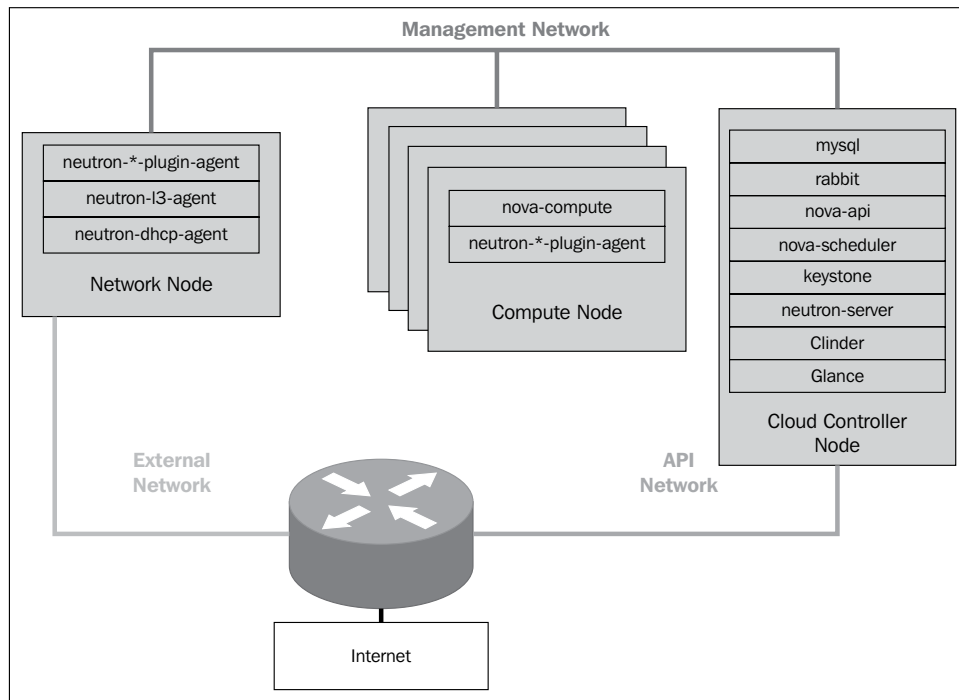 Management Network
neutron-*-plugin-agent
neutron-l3-agent
neutron-dhcp-agent
Network Node
nova-compute
neutron-*-plugin-agent
Compute Node
mysql
rabbit
nova-api
nova-scheduler
keystone
neutron-server
Clinder
Glance
Cloud Controller
Node
External
Network
API
Network
Internet